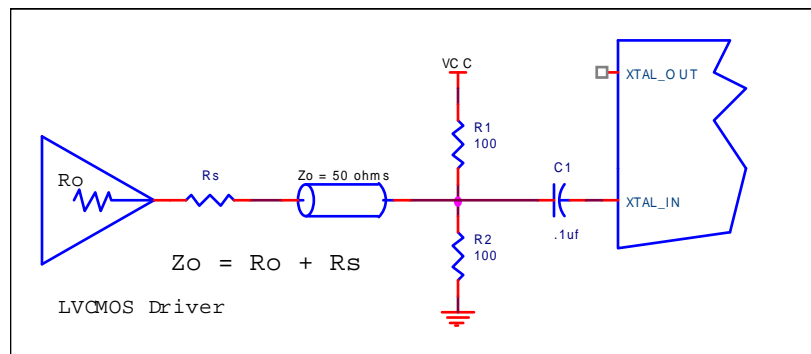 VCC
XTAL_OUT
R1
100
Ro
Rs
Zo = 50 ohms
C1
XTAL_IN
.1uf
R2
100
Zo = Ro + Rs
LVCMOS Driver